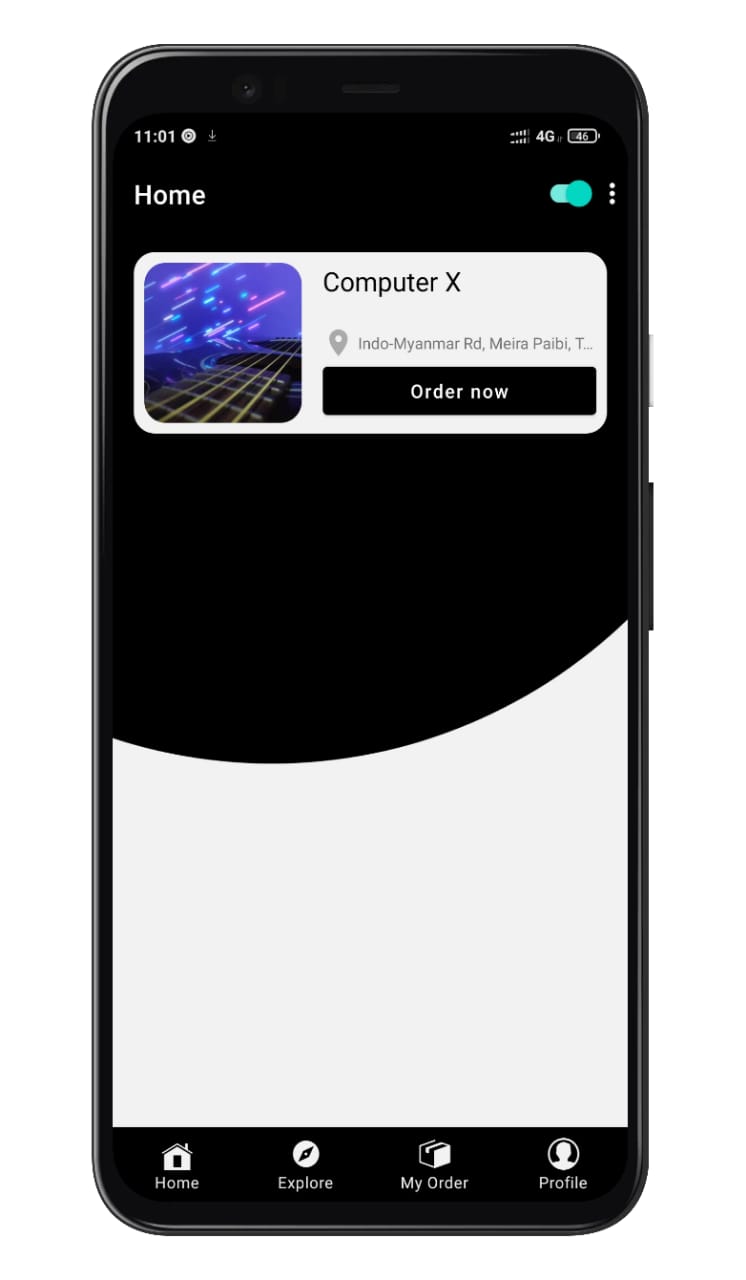 11:01 4G 46
Home
Computer X
Indo-Myanmar Rd, Meira Paibi, T...
Order now
Home Explore My Order Profile